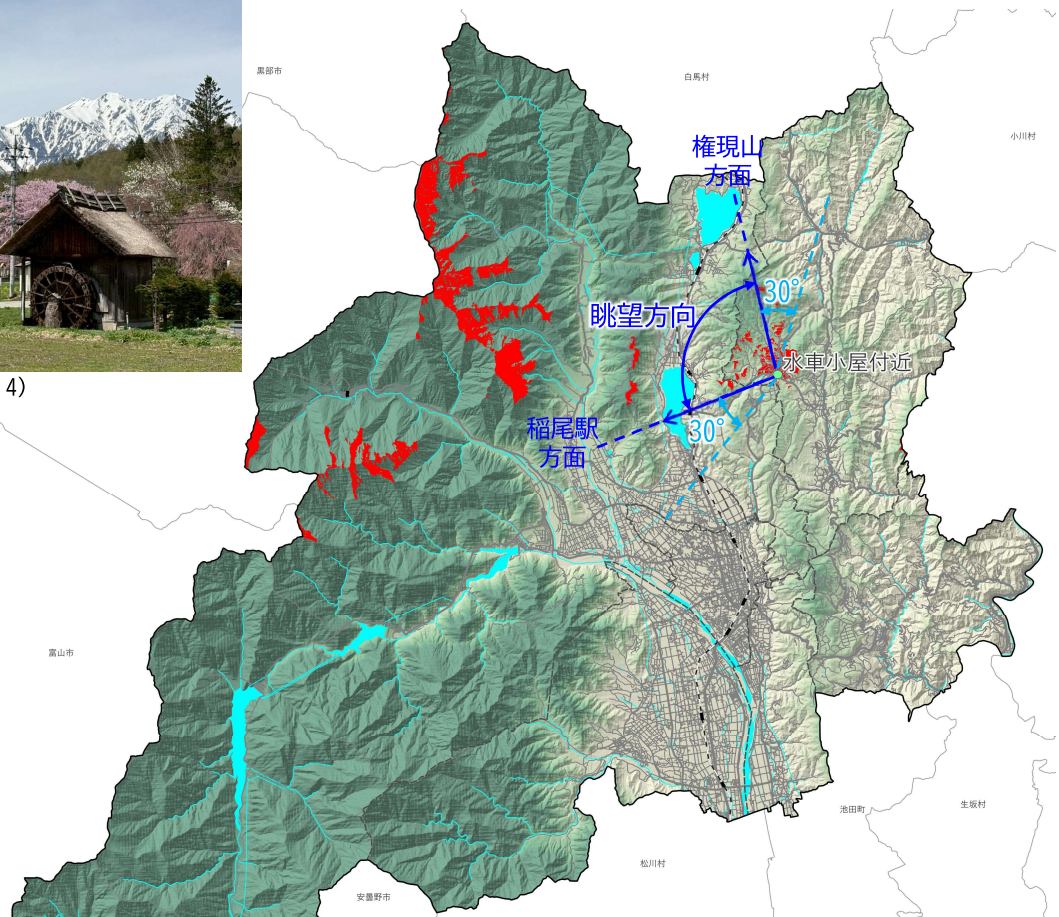 4)
黒部市
白馬村
小川村
権現山
方面
30°
眺望方向
水車小屋付近
稲尾駅
方面
30°
富山市
池田町
生坂村
松川村
安曇野市